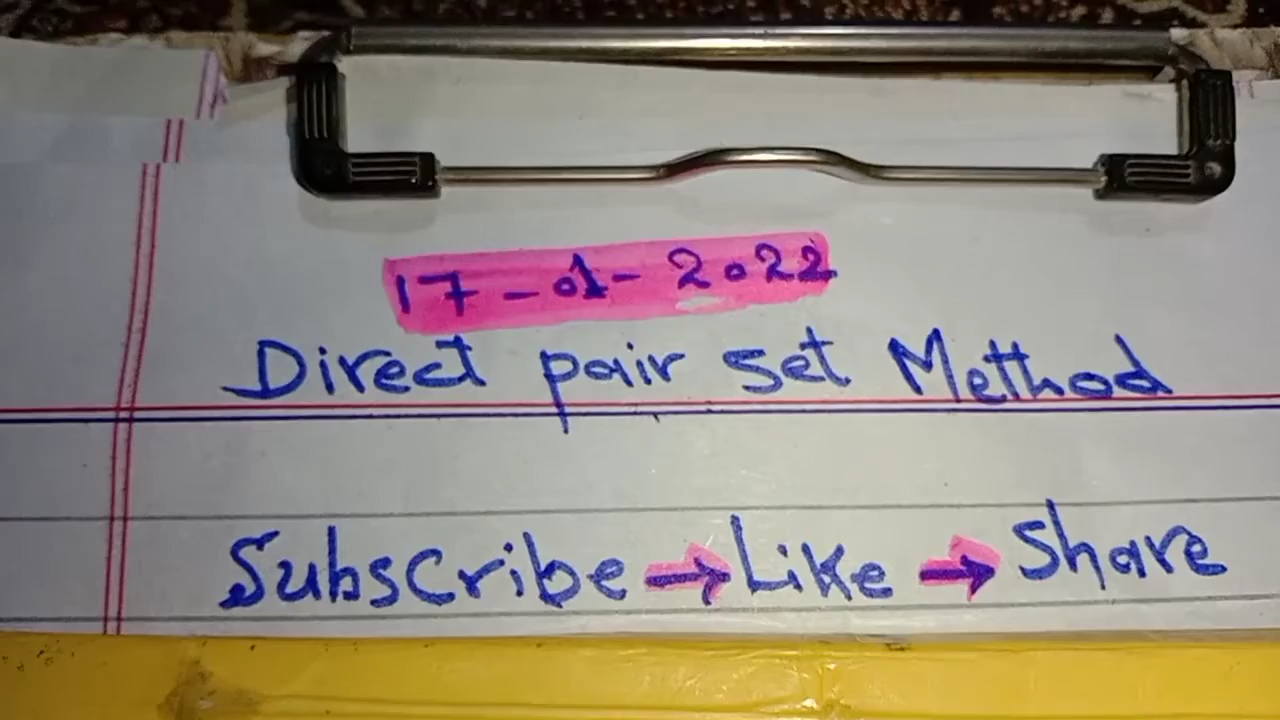 17-01-2022
Direct pair set Method
Subscribe → Like → Share